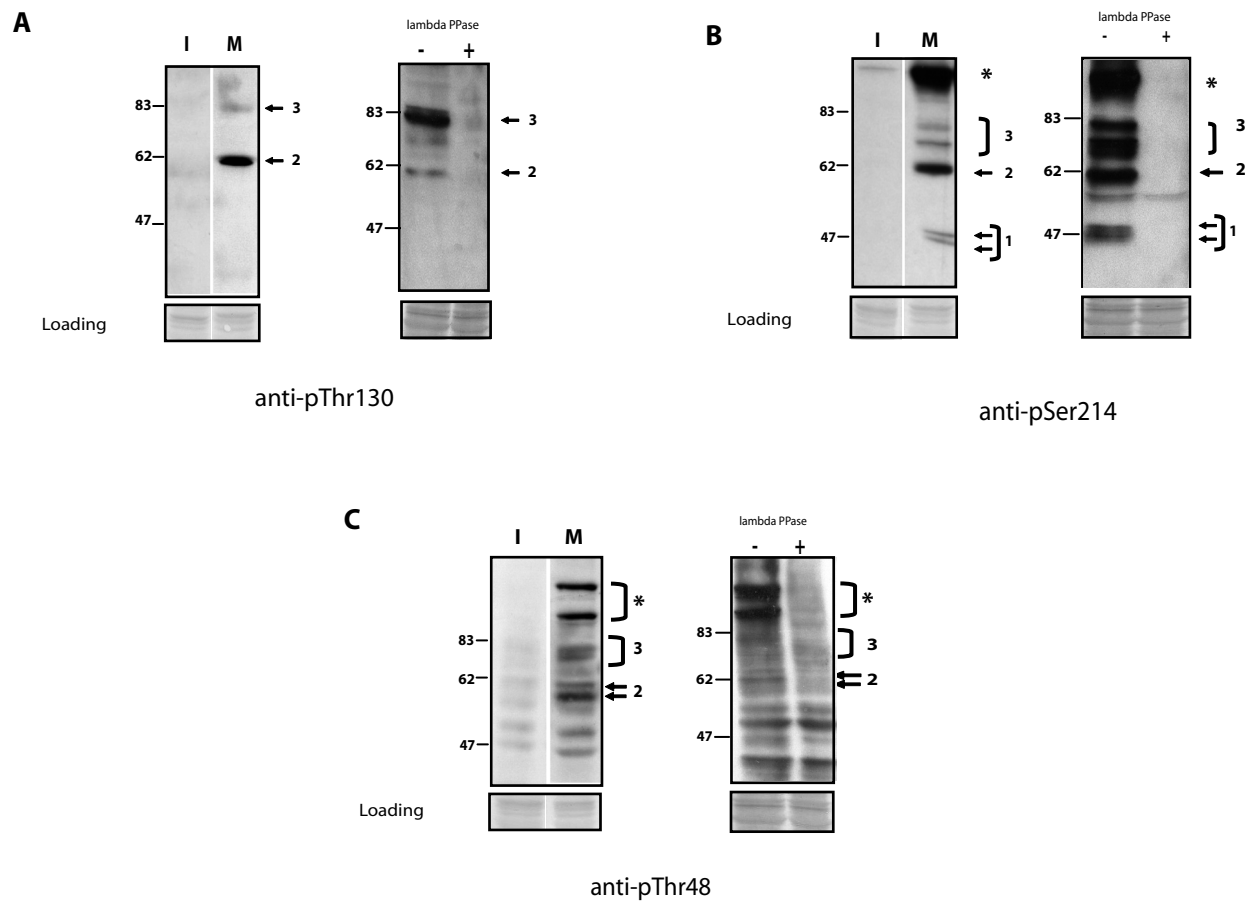 A
I M
83
62
47
3
2
lambda PPase
- +
83
62
47
3
2
Loading
anti-pThr130
B
I M
83
62
47
*
3
2
1
lambda PPase
- +
83
62
47
*
3
2
1
Loading
anti-pSer214
C
I M
83
62
47
*
3
2
lambda PPase
- +
83
62
47
*
3
2
Loading
anti-pThr48